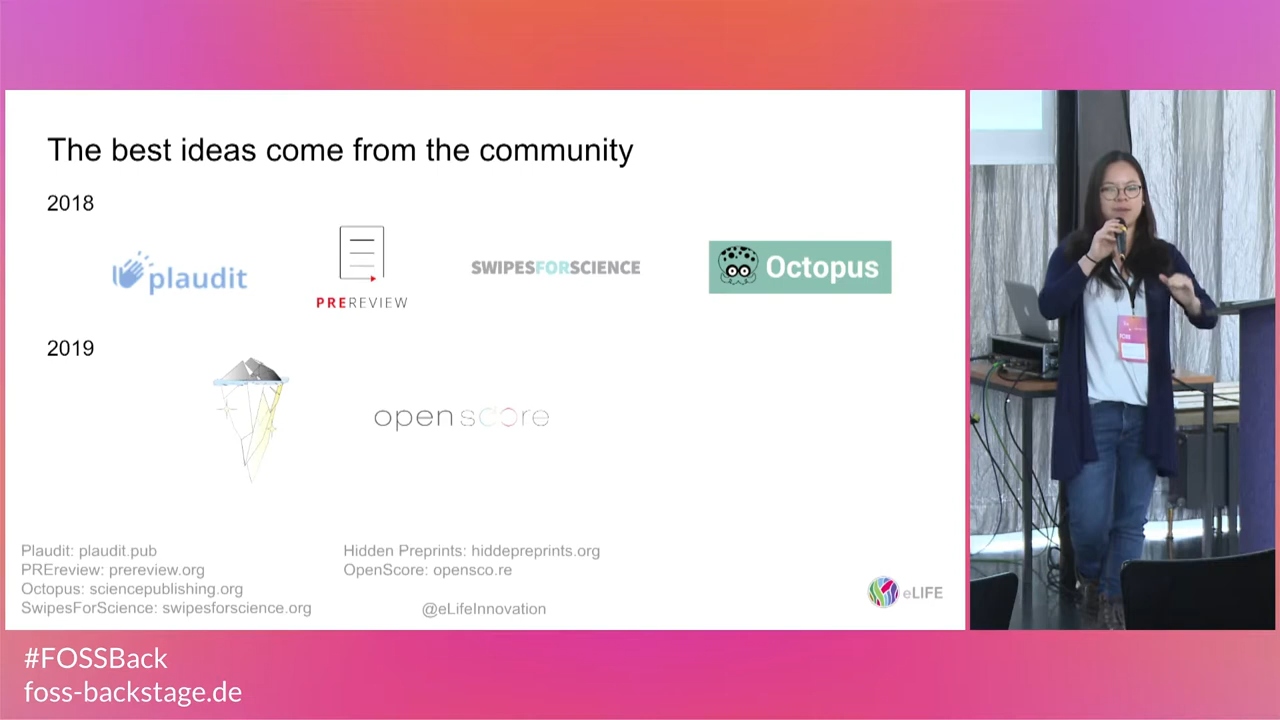 The best ideas come from the community
2018
plaudit
PREREVIEW
SWIPESFORSCIENCE
Octopus
2019
openscore
Plaudit: plaudit.pub
PREreview: prereview.org
Octopus: sciencepublishing.org
SwipesForScience: swipesforscience.org
Hidden Preprints: hiddepreprints.org
OpenScore: opensco.re
@eLifeInnovation
eLIFE
#FOSSBack
foss-backstage.de